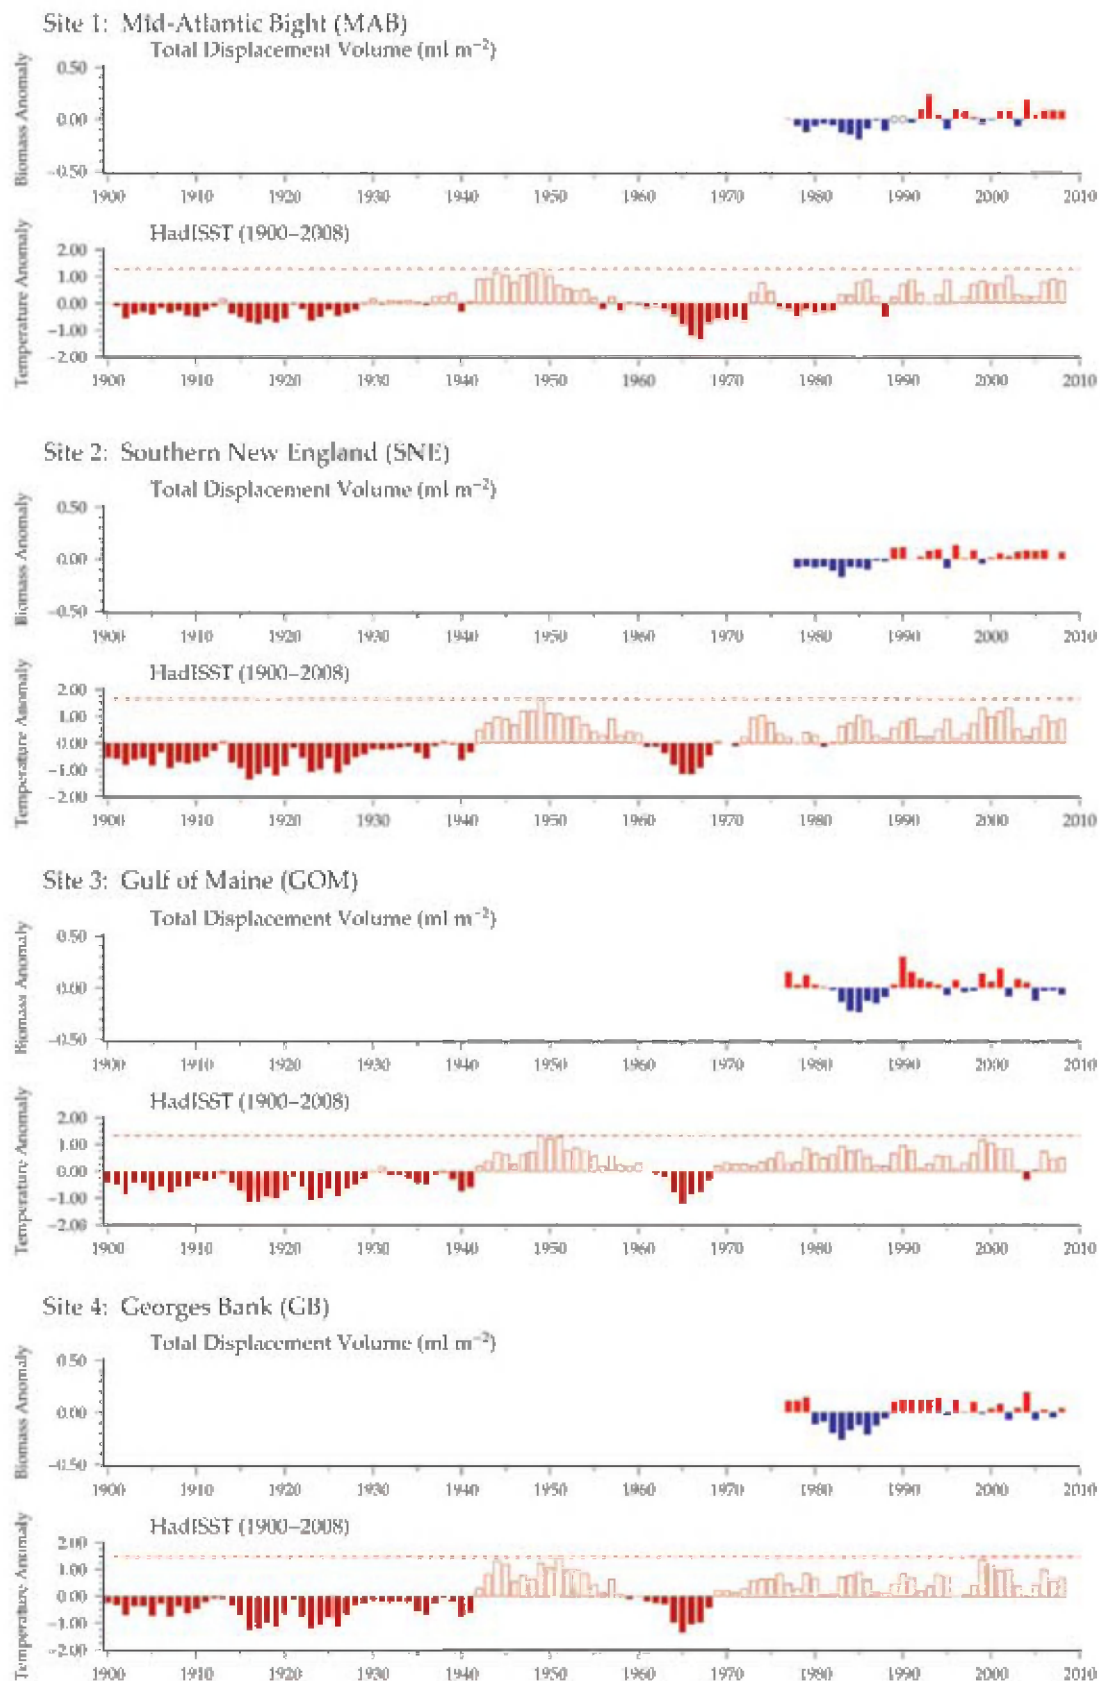 Site 1: Mid-Atlantic Bight (MAB)
Total Displacement Volume (ml m⁻²)
Biomass Anomaly
0.50
0.00
−0.50
1900 1910 1920 1930 1940 1950 1960 1970 1980 1990 2000 2010
HadISST (1900–2008)
Temperature Anomaly
2.00
1.00
0.00
−1.00
−2.00
1900 1910 1920 1930 1940 1950 1960 1970 1980 1990 2000 2010
Site 2: Southern New England (SNE)
Total Displacement Volume (ml m⁻²)
Biomass Anomaly
0.50
0.00
−0.50
1900 1910 1920 1930 1940 1950 1960 1970 1980 1990 2000 2010
HadISST (1900–2008)
Temperature Anomaly
2.00
1.00
0.00
−1.00
−2.00
1900 1910 1920 1930 1940 1950 1960 1970 1980 1990 2000 2010
Site 3: Gulf of Maine (GOM)
Total Displacement Volume (ml m⁻²)
Biomass Anomaly
0.50
0.00
−0.50
1900 1910 1920 1930 1940 1950 1960 1970 1980 1990 2000 2010
HadISST (1900–2008)
Temperature Anomaly
2.00
1.00
0.00
−1.00
−2.00
1900 1910 1920 1930 1940 1950 1960 1970 1980 1990 2000 2010
Site 4: Georges Bank (GB)
Total Displacement Volume (ml m⁻²)
Biomass Anomaly
0.50
0.00
−0.50
1900 1910 1920 1930 1940 1950 1960 1970 1980 1990 2000 2010
HadISST (1900–2008)
Temperature Anomaly
2.00
1.00
0.00
−1.00
−2.00
1900 1910 1920 1930 1940 1950 1960 1970 1980 1990 2000 2010